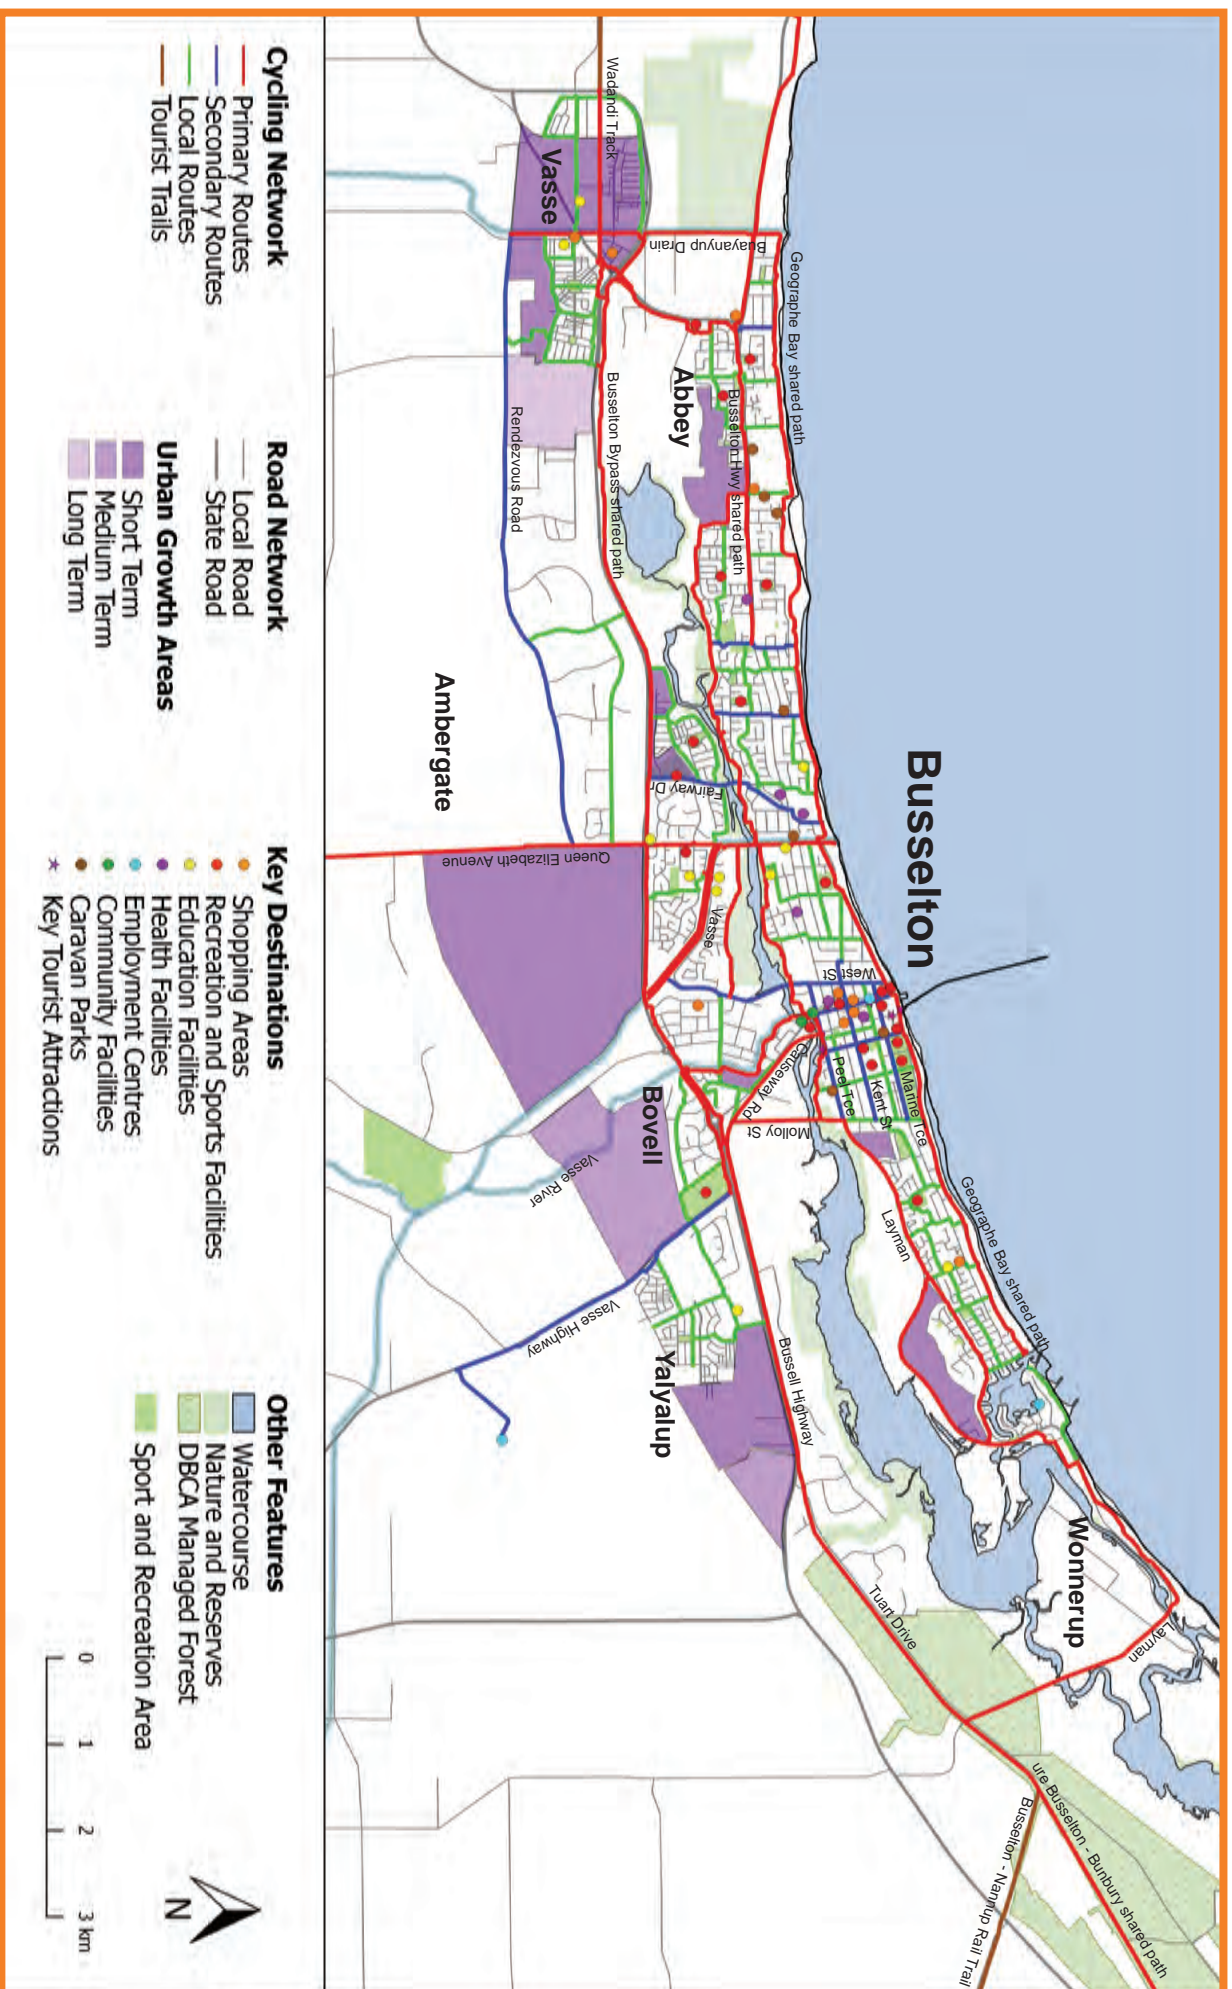 Busselton
Geographe Bay shared path
Geographe Bay shared path
Wadandi Track
Vasse
Buayanyup Drain
Abbey
Busselton Hwy shared path
Busselton Bypass shared path
Rendezvous Road
Ambergate
Fairway Dr
Queen Elizabeth Avenue
Vasse
West St
Marine Tce
Kent St
Peel Tce
Causeway Rd
Molloy St
Bovell
Layman
Vasse River
Vasse Highway
Yalyalup
Bussell Highway
Wonnerup
Layman
Tuart Drive
ure Busselton - Bunbury shared path
Busselton - Nannup Rail Trail
Cycling Network
Primary Routes
Secondary Routes
Local Routes
Tourist Trails
Road Network
Local Road
State Road
Urban Growth Areas
Short Term
Medium Term
Long Term
Key Destinations
Shopping Areas
Recreation and Sports Facilities
Education Facilities
Health Facilities
Employment Centres
Community Facilities
Caravan Parks
Key Tourist Attractions
Other Features
Watercourse
Nature and Reserves
DBCA Managed Forest
Sport and Recreation Area
N
0 1 2 3 km